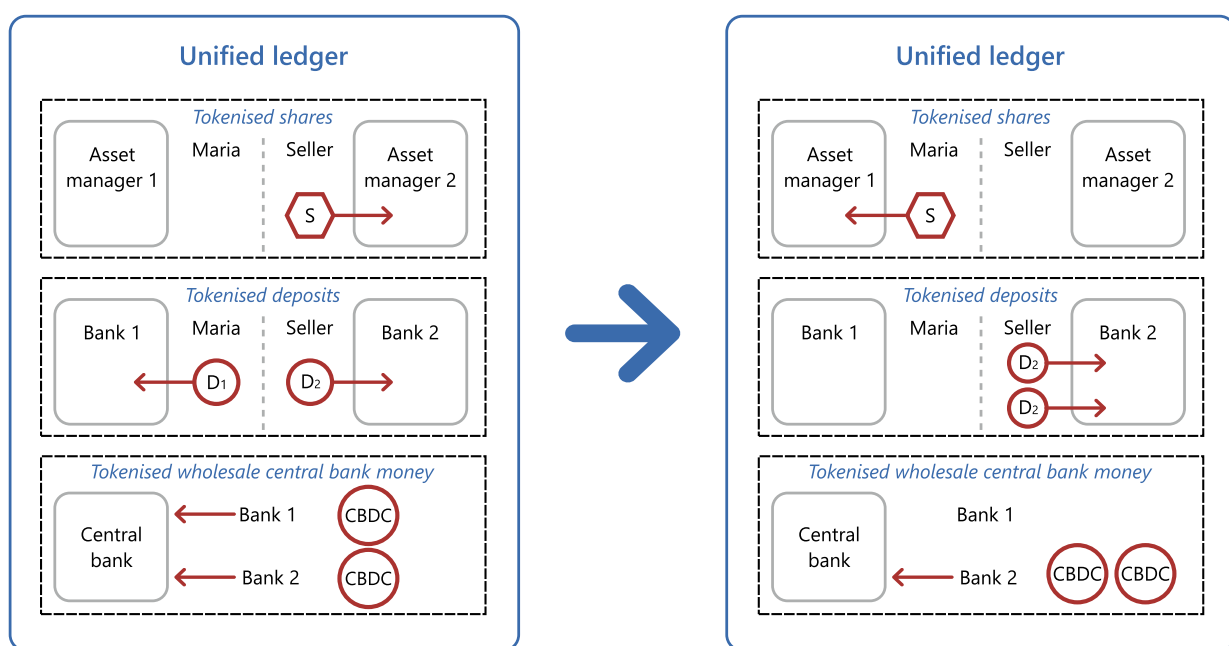 Unified ledger
Tokenised shares
Asset manager 1
Maria
Seller
Asset manager 2
S
Tokenised deposits
Bank 1
Maria
Seller
Bank 2
D1
D2
Tokenised wholesale central bank money
Central bank
Bank 1
CBDC
Bank 2
CBDC
Unified ledger
Tokenised shares
Asset manager 1
Maria
Seller
Asset manager 2
S
Tokenised deposits
Bank 1
Maria
Seller
Bank 2
D2
D2
Tokenised wholesale central bank money
Central bank
Bank 1
Bank 2
CBDC
CBDC